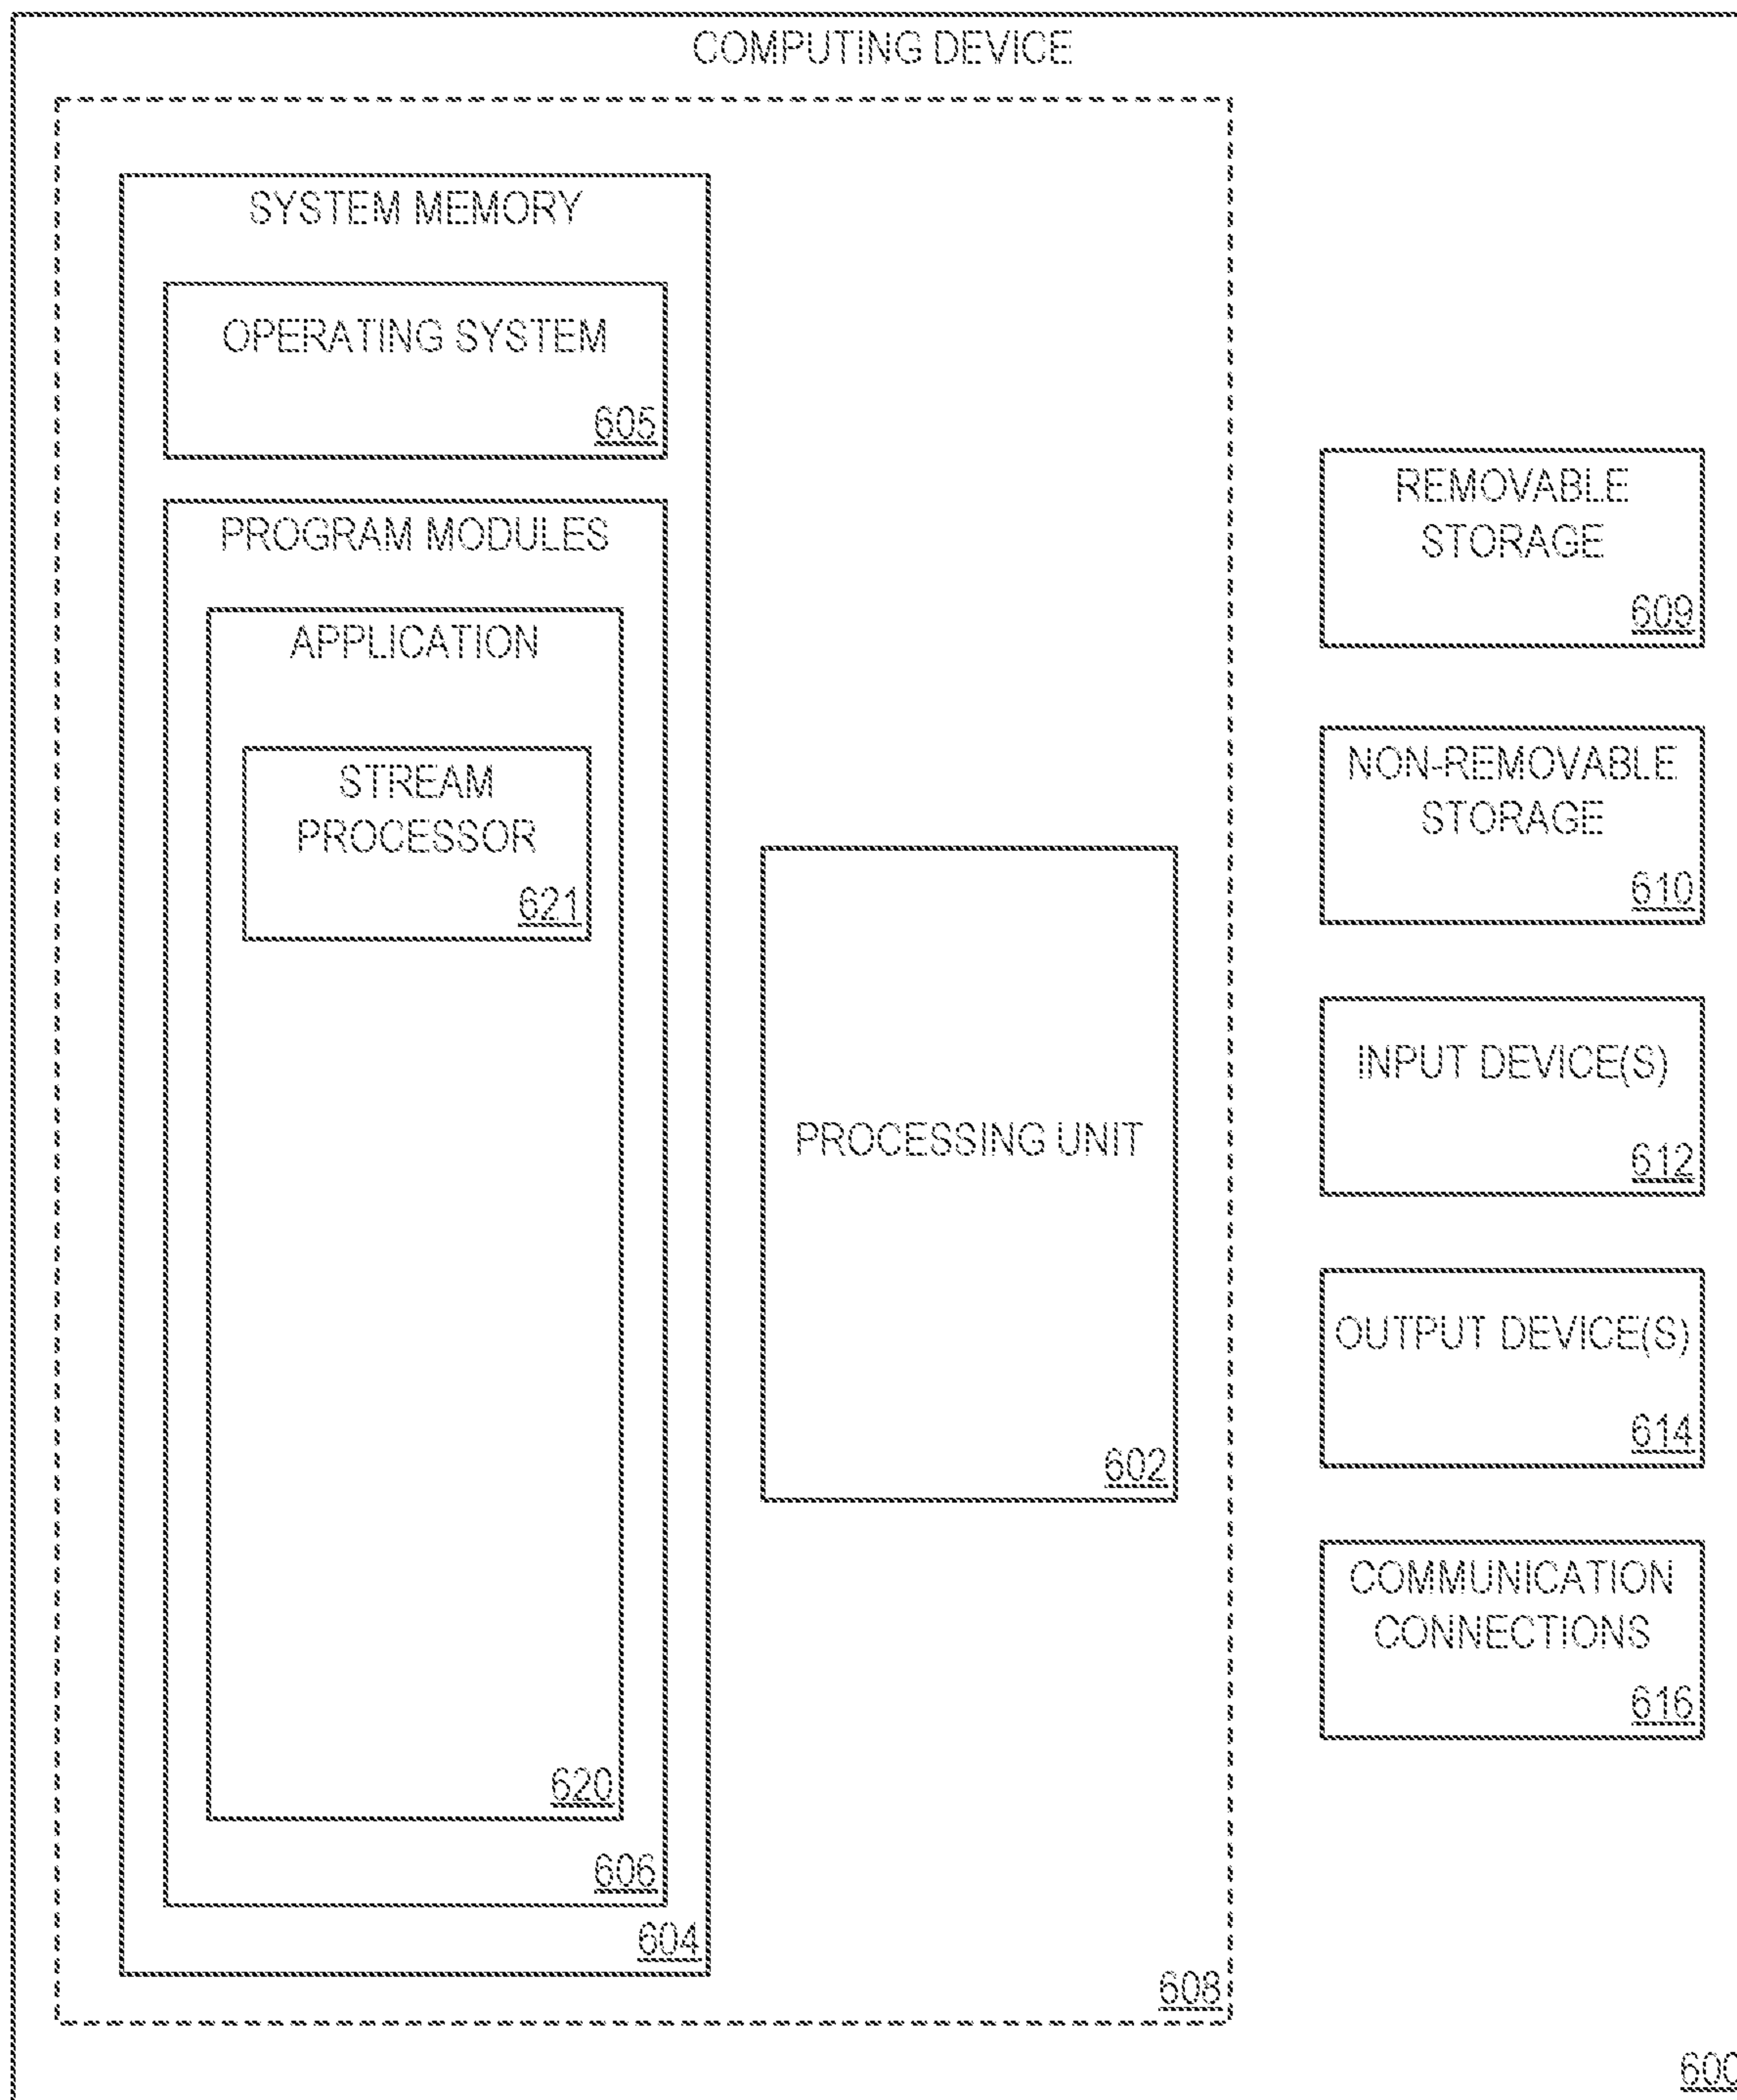 COMPUTING DEVICE
SYSTEM MEMORY
OPERATING SYSTEM
605
PROGRAM MODULES
APPLICATION
STREAM
PROCESSOR
621
620
606
604
PROCESSING UNIT
602
608
REMOVABLE
STORAGE
609
NON-REMOVABLE
STORAGE
610
INPUT DEVICE(S)
612
OUTPUT DEVICE(S)
614
COMMUNICATION
CONNECTIONS
616
600